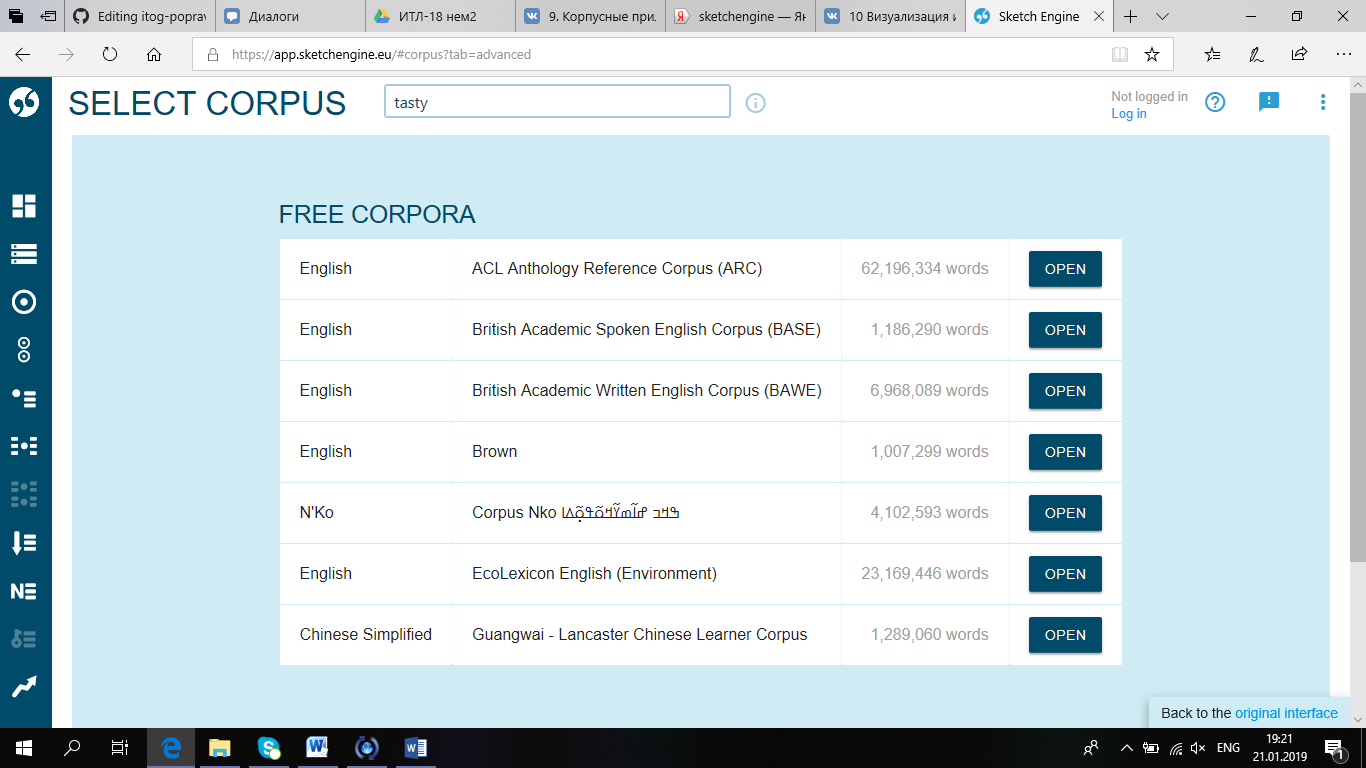 Editing itog-poprav
Диалоги
ИТЛ-18 нем2
9. Корпусные при.
sketchengine — Ян
10 Визуализация и
Sketch Engine
https://app.sketchengine.eu/#corpus?tab=advanced
SELECT CORPUS
tasty
Not logged in
Log in
FREE CORPORA
English ACL Anthology Reference Corpus (ARC) 62,196,334 words OPEN
English British Academic Spoken English Corpus (BASE) 1,186,290 words OPEN
English British Academic Written English Corpus (BAWE) 6,968,089 words OPEN
English Brown 1,007,299 words OPEN
N'Ko Corpus Nko 4,102,593 words OPEN
English EcoLexicon English (Environment) 23,169,446 words OPEN
Chinese Simplified Guangwai - Lancaster Chinese Learner Corpus 1,289,060 words OPEN
Back to the original interface
ENG
19:21
21.01.2019
1